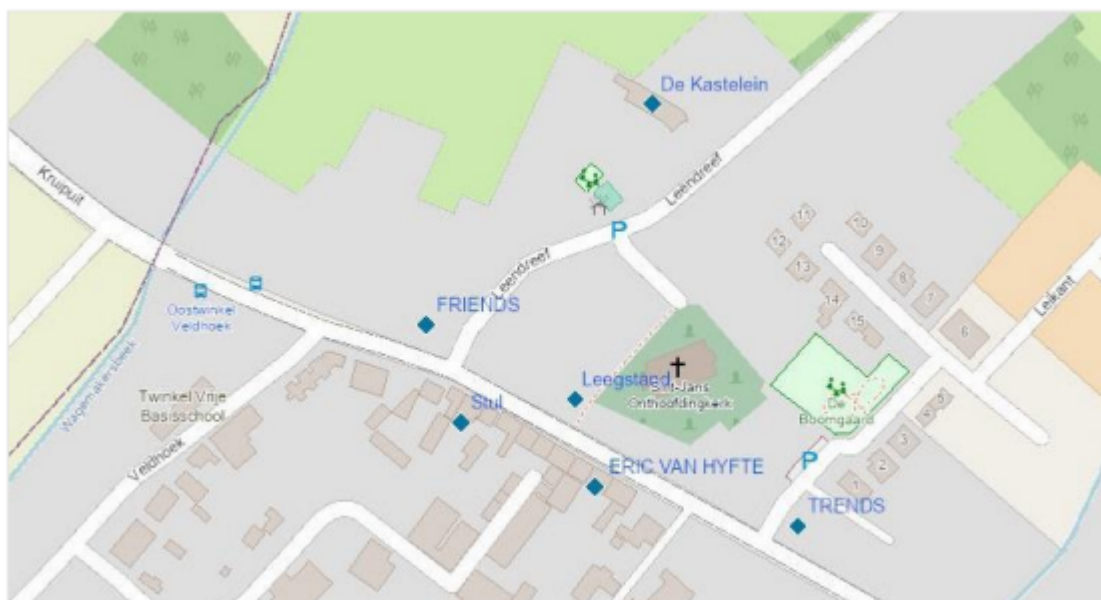 De Kastelein
Kruipuit
Leendreef
P
Leendreef
11
10
12
9
13
8
7
14
15
6
Leikant
Oostwinkel
Veldhoek
FRIENDS
Wagemakersbeek
Twinkel Vrije
Basisschool
Stul
Leegstand
Sint-Jans
Onthoofdingkerk
De
Boomgaard
5
4
3
2
1
P
Veldhoek
ERIC VAN HYFTE
TRENDS